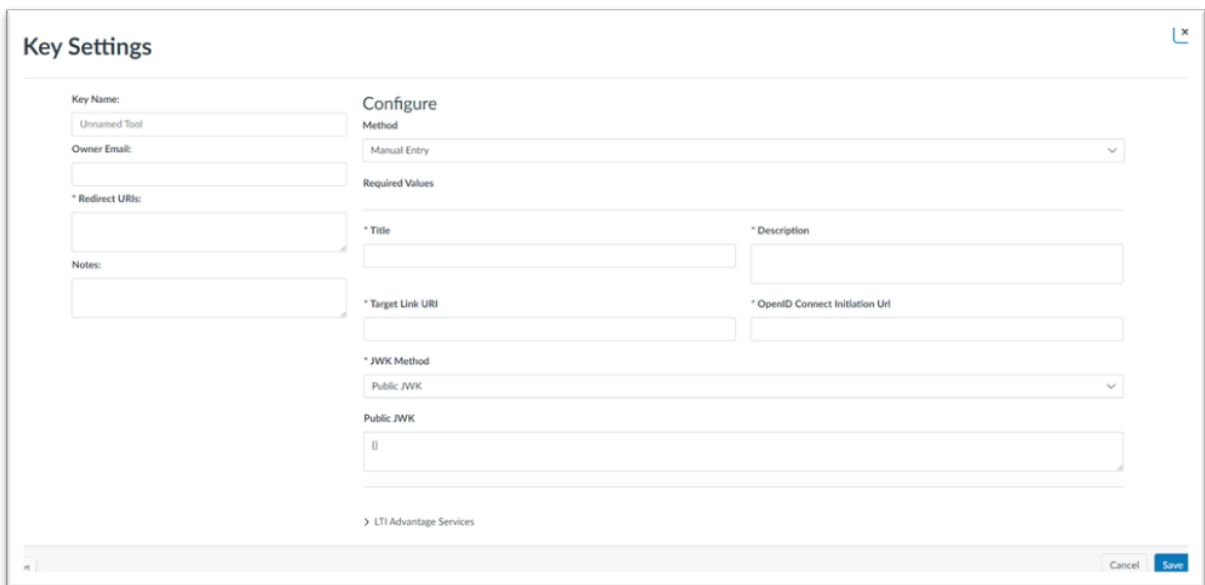 Key Settings
×
Key Name:
Unnamed Tool
Owner Email:
* Redirect URIs:
Notes:
Configure
Method
Manual Entry
Required Values
* Title
* Description
* Target Link URI
* OpenID Connect Initiation Url
* JWK Method
Public JWK
Public JWK
{}
LTI Advantage Services
Cancel
Save